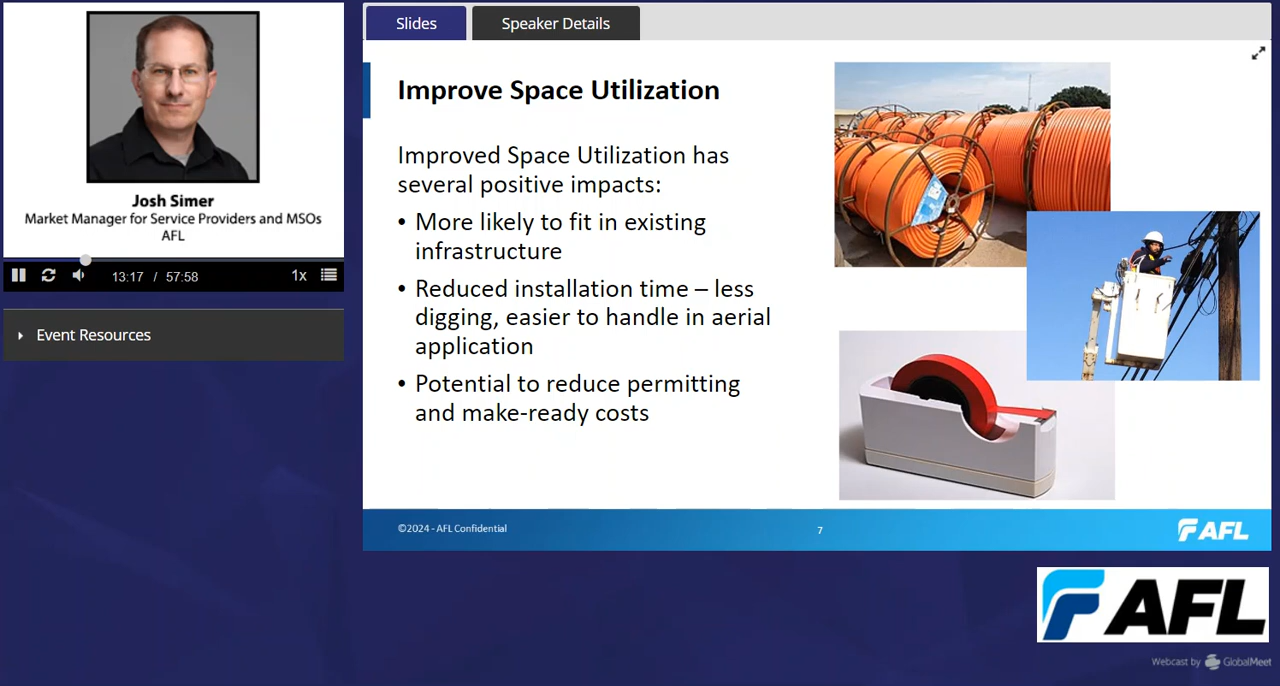 Josh Simer
Market Manager for Service Providers and MSOs
AFL
13:17 / 57:58
1x
Event Resources
Slides
Speaker Details
Improve Space Utilization
Improved Space Utilization has
several positive impacts:
• More likely to fit in existing
infrastructure
• Reduced installation time – less
digging, easier to handle in aerial
application
• Potential to reduce permitting
and make-ready costs
©2024 - AFL Confidential
7
AFL
AFL
Webcast by GlobalMeet